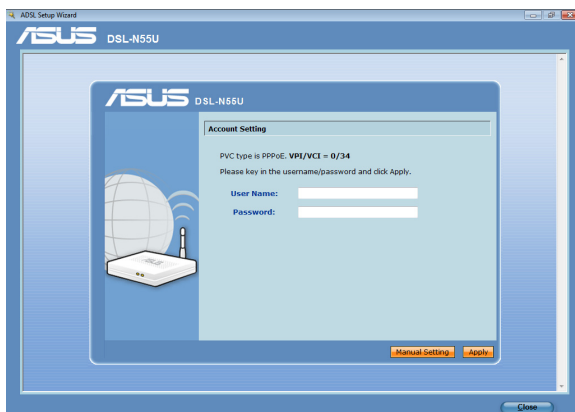 ADSL Setup Wizard
ASUS DSL-N55U
ASUS DSL-N55U
Account Setting
PVC type is PPPoE. VPI/VCI = 0/34
Please key in the username/password and click Apply.
User Name:
Password:
ASUS
Manual Setting Apply
Close